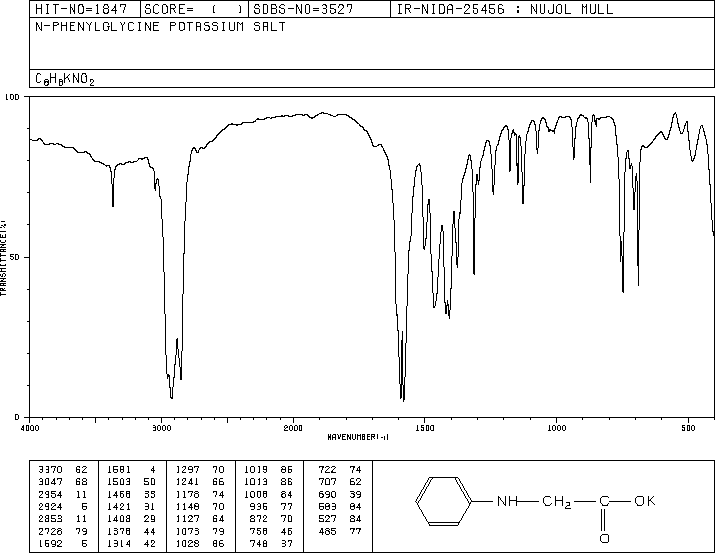 HIT-NO=1847 SCORE= ( ) SDBS-NO=3527 IR-NIDA-25456 : NUJOL MULL
N-PHENYLGLYCINE POTASSIUM SALT
C8H8KNO2
100
50
0
TRANSMITTANCE(%)
4000 3000 2000 1500 1000 500
WAVENUMBER(-1)
3370 62 1581 4 1297 70 1019 86 722 74
3047 68 1503 50 1241 66 1013 86 707 62
2954 11 1468 33 1178 74 1008 84 690 39
2924 5 1421 31 1148 70 936 77 583 84
2853 11 1408 29 1127 64 872 70 527 84
2728 79 1378 44 1073 79 758 46 485 77
1592 5 1314 42 1028 86 748 37
NH CH2 C OK
O